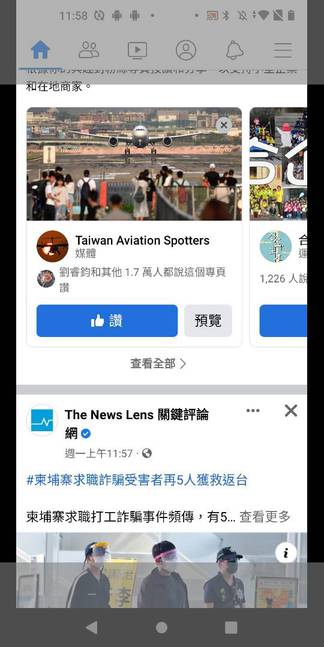 11:58
和在地商家。
Taiwan Aviation Spotters
媒體
劉睿鈞和其他 1.7 萬人都說這個專頁
讚
1,226 人說
讚
預覽
查看全部
The News Lens 關鍵評論
網
週一上午11:57
#柬埔寨求職詐騙受害者再5人獲救返台
柬埔寨求職打工詐騙事件頻傳，有5... 查看更多